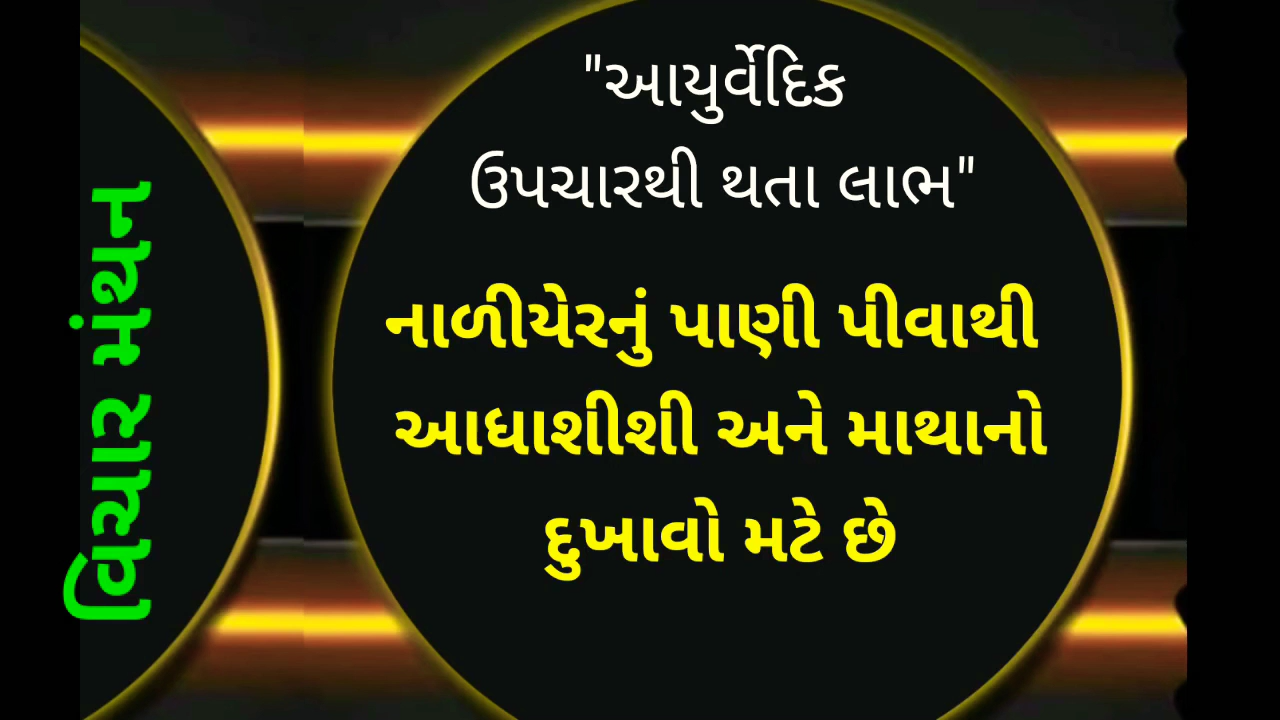 વિચાર મંથન
"આયુર્વેદિક
ઉપચારથી થતા લાભ"
નાળીયેરનું પાણી પીવાથી
આધાશીશી અને માથાનો
દુખાવો મટે છે